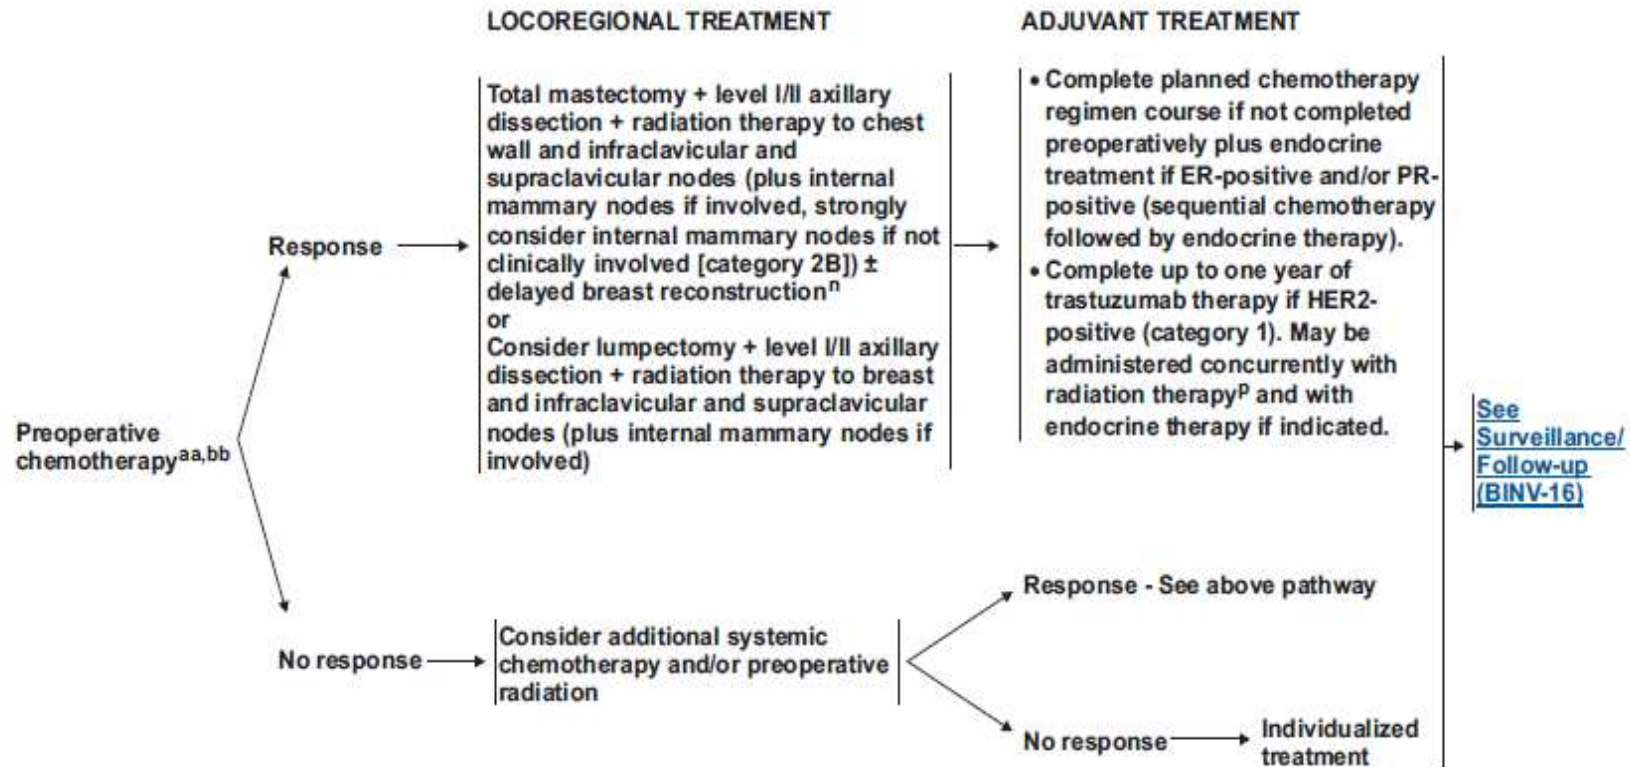 LOCOREGIONAL TREATMENT
ADJUVANT TREATMENT
Total mastectomy + level I/II axillary
dissection + radiation therapy to chest
wall and infraclavicular and
supraclavicular nodes (plus internal
mammary nodes if involved, strongly
consider internal mammary nodes if not
clinically involved [category 2B]) ±
delayed breast reconstructionⁿ
or
Consider lumpectomy + level I/II axillary
dissection + radiation therapy to breast
and infraclavicular and supraclavicular
nodes (plus internal mammary nodes if
involved)
• Complete planned chemotherapy
regimen course if not completed
preoperatively plus endocrine
treatment if ER-positive and/or PR-
positive (sequential chemotherapy
followed by endocrine therapy).
• Complete up to one year of
trastuzumab therapy if HER2-
positive (category 1). May be
administered concurrently with
radiation therapyᵖ and with
endocrine therapy if indicated.
Response
Preoperative
chemotherapyᵃᵃ,ᵇᵇ
See
Surveillance/
Follow-up
(BINV-16)
No response
Consider additional systemic
chemotherapy and/or preoperative
radiation
Response - See above pathway
No response
Individualized
treatment